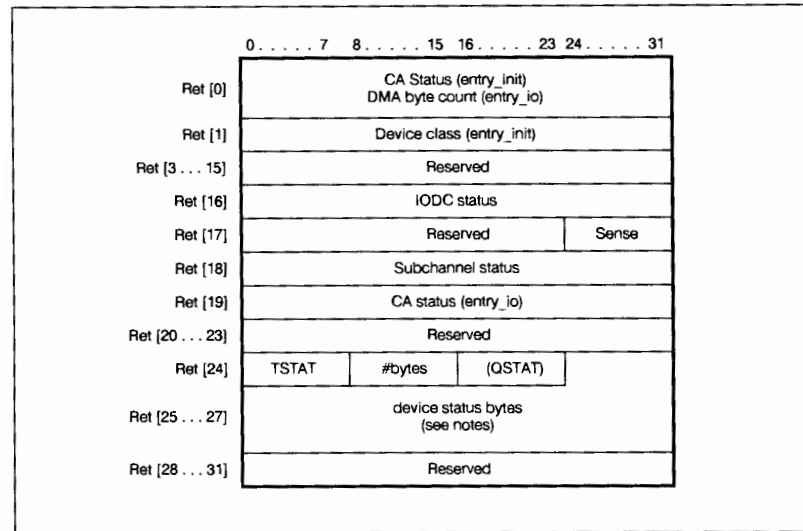 0 . . . . . 7 8 . . . . . 15 16 . . . . . 23 24 . . . . . 31
Ret [0] CA Status (entry_init)
DMA byte count (entry_io)
Ret [1] Device class (entry_init)
Ret [3 . . . 15] Reserved
Ret [16] IODC status
Ret [17] Reserved Sense
Ret [18] Subchannel status
Ret [19] CA status (entry_io)
Ret [20 . . . 23] Reserved
Ret [24] TSTAT #bytes (QSTAT)
Ret [25 . . . 27] device status bytes
(see notes)
Ret [28 . . . 31] Reserved